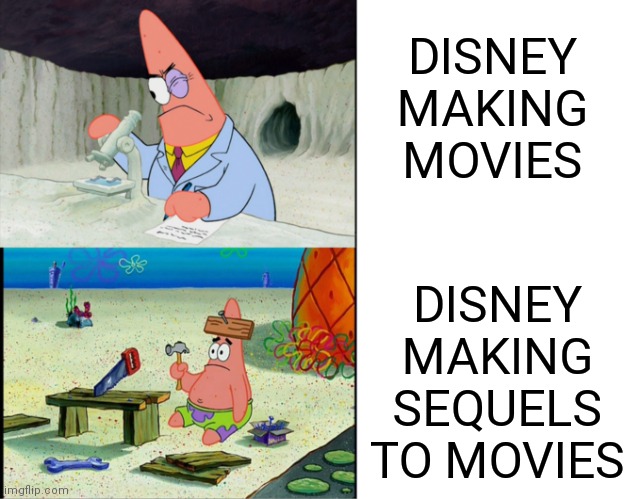 DISNEY
MAKING
MOVIES
DISNEY
MAKING
SEQUELS
TO MOVIES
imgflip.com